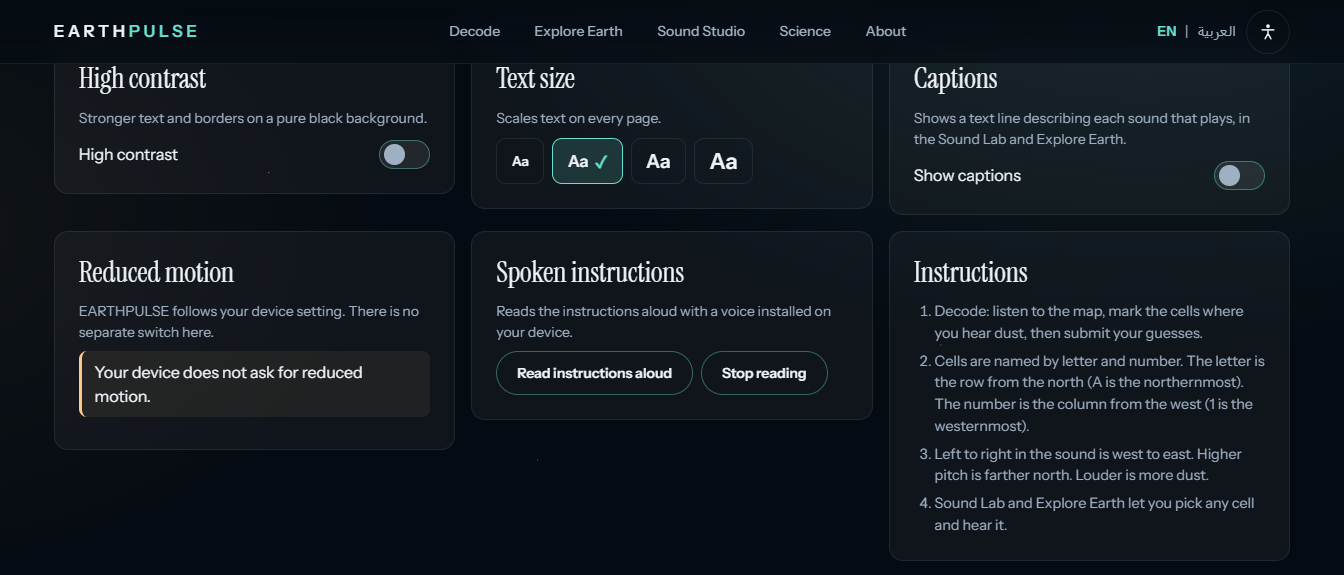 EARTHPULSE
Decode
Explore Earth
Sound Studio
Science
About
EN | العربية
High contrast
Stronger text and borders on a pure black background.
High contrast
Text size
Scales text on every page.
Aa
Aa ✓
Aa
Aa
Captions
Shows a text line describing each sound that plays, in
the Sound Lab and Explore Earth.
Show captions
Reduced motion
EARTHPULSE follows your device setting. There is no
separate switch here.
Your device does not ask for reduced
motion.
Spoken instructions
Reads the instructions aloud with a voice installed on
your device.
Read instructions aloud
Stop reading
Instructions
1. Decode: listen to the map, mark the cells where
you hear dust, then submit your guesses.
2. Cells are named by letter and number. The letter is
the row from the north (A is the northernmost).
The number is the column from the west (1 is the
westernmost).
3. Left to right in the sound is west to east. Higher
pitch is farther north. Louder is more dust.
4. Sound Lab and Explore Earth let you pick any cell
and hear it.